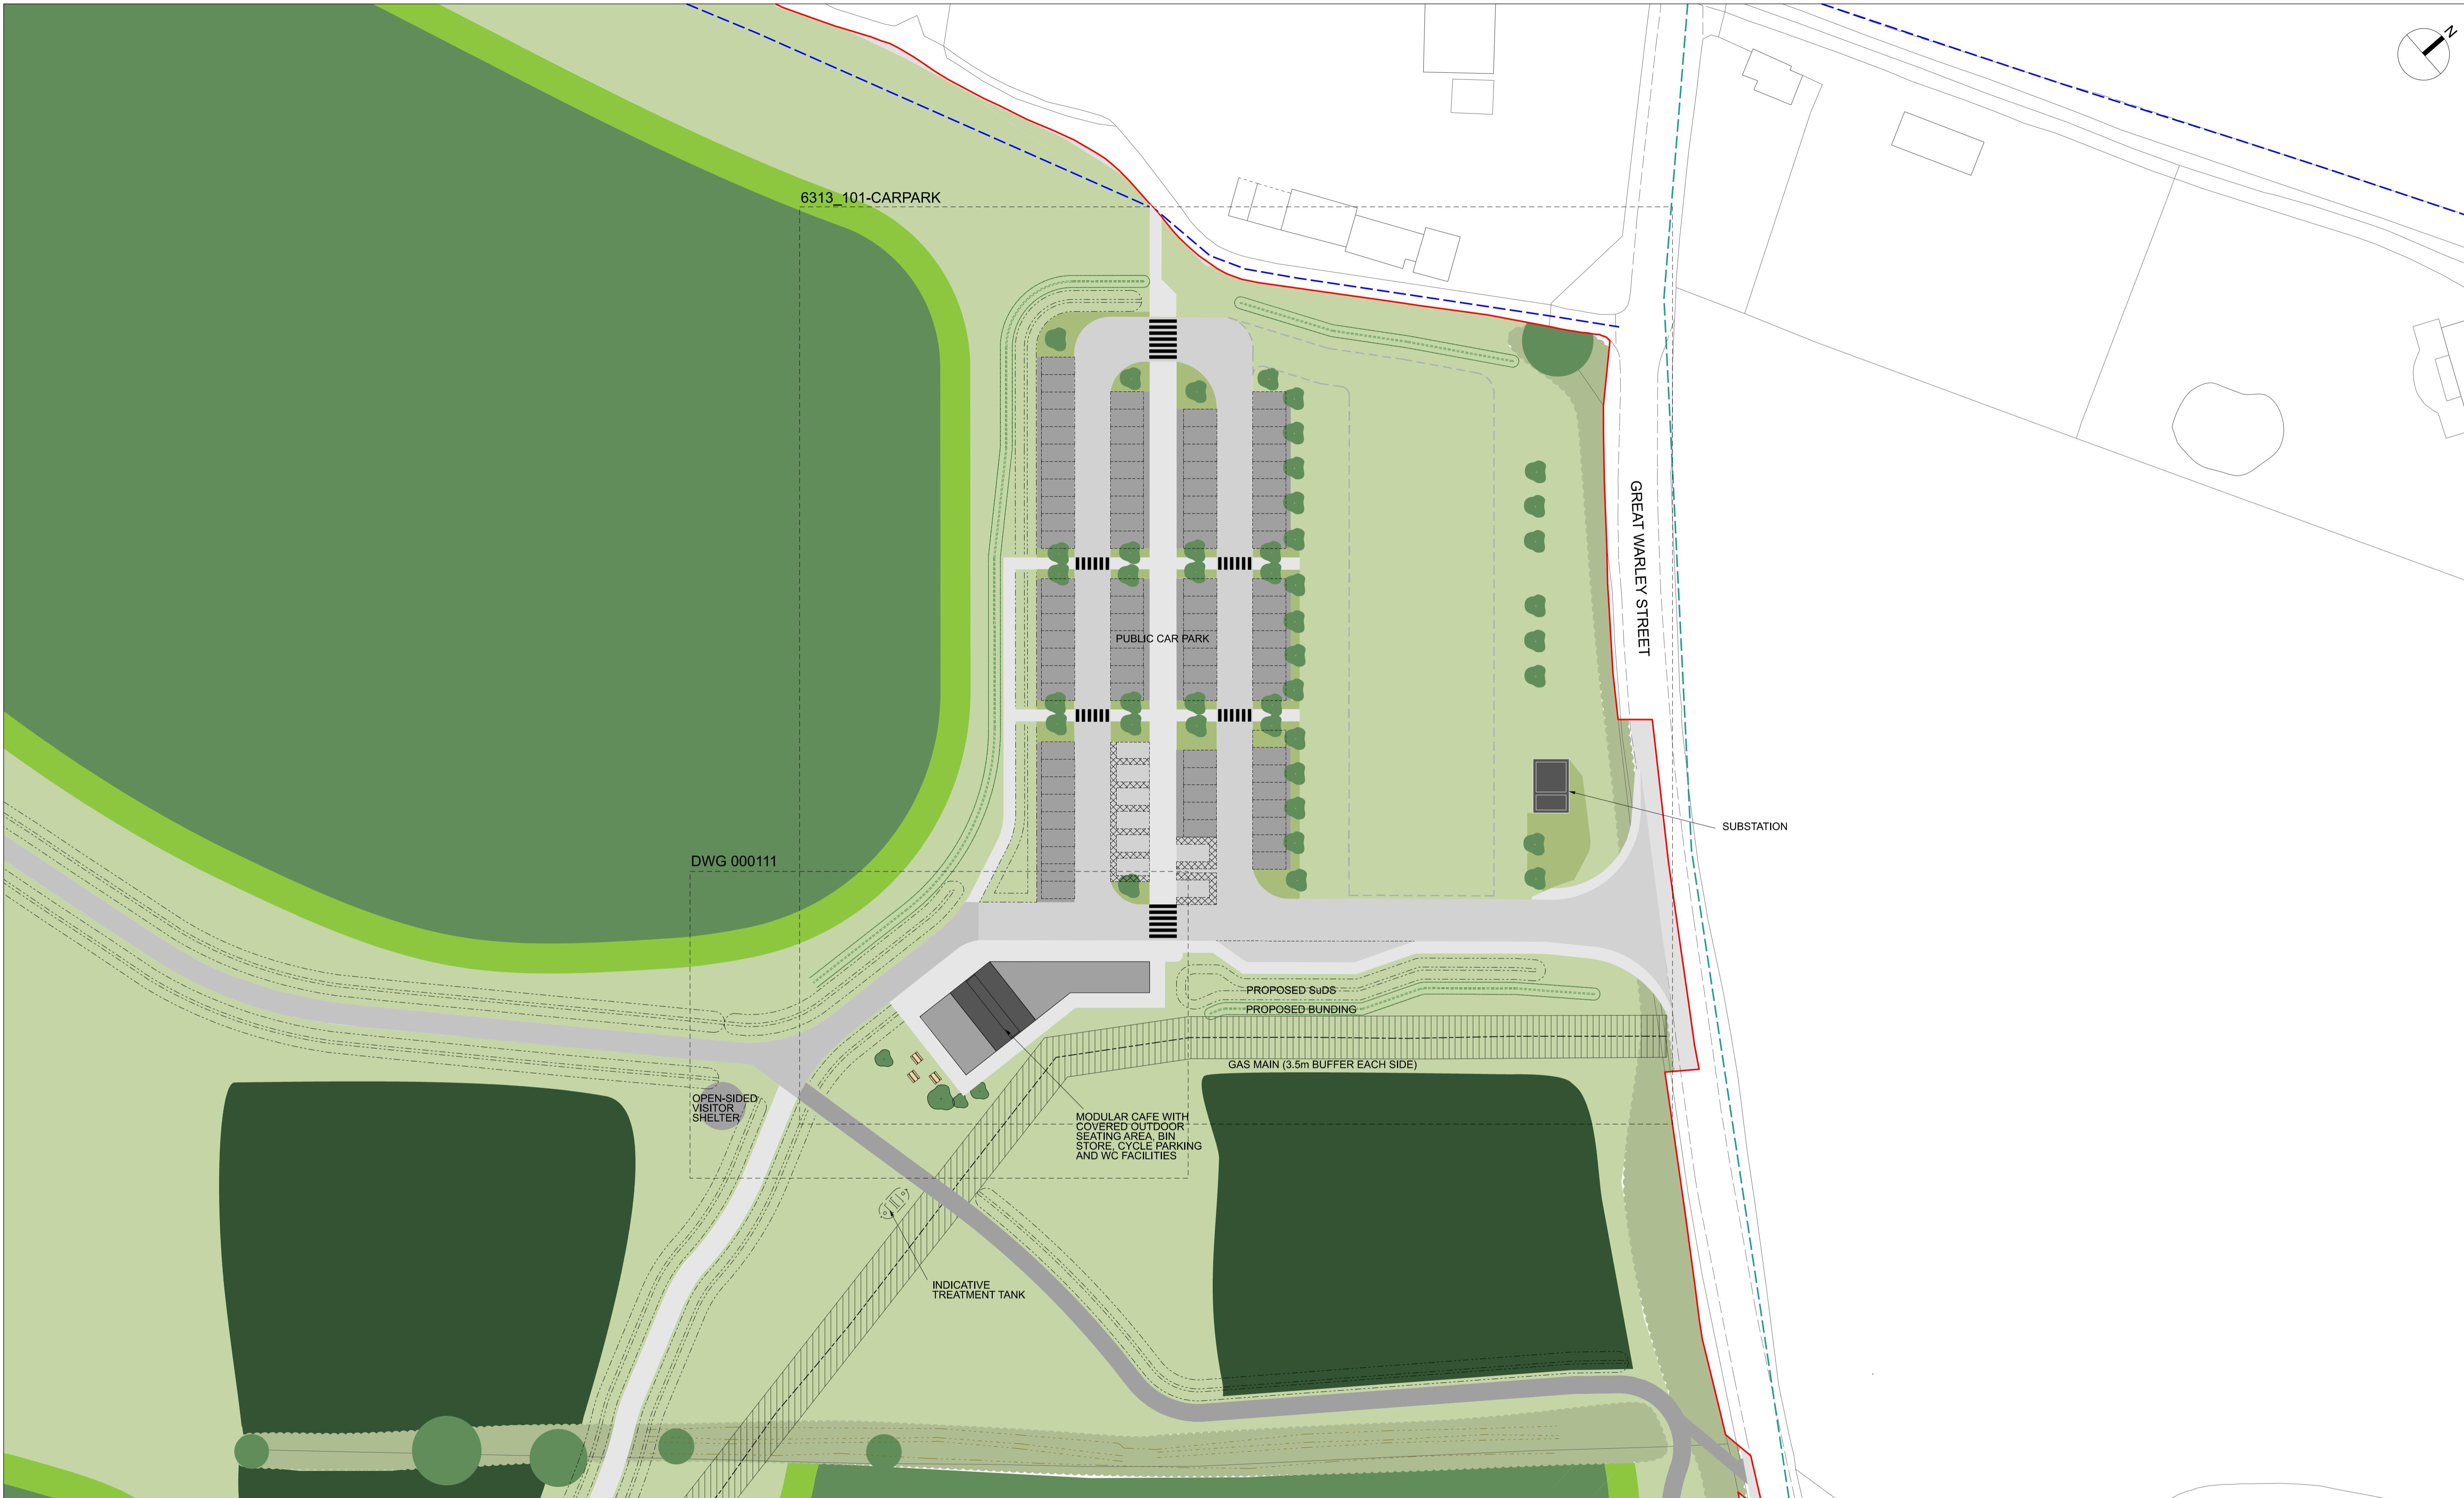 N
6313_101-CARPARK
GREAT WARLEY STREET
PUBLIC CAR PARK
SUBSTATION
DWG 000111
PROPOSED SuDS
PROPOSED BUNDING
GAS MAIN (3.5m BUFFER EACH SIDE)
OPEN-SIDED
VISITOR
SHELTER
MODULAR CAFE WITH
COVERED OUTDOOR
SEATING AREA, BIN
STORE, CYCLE PARKING
AND WC FACILITIES
INDICATIVE
TREATMENT TANK